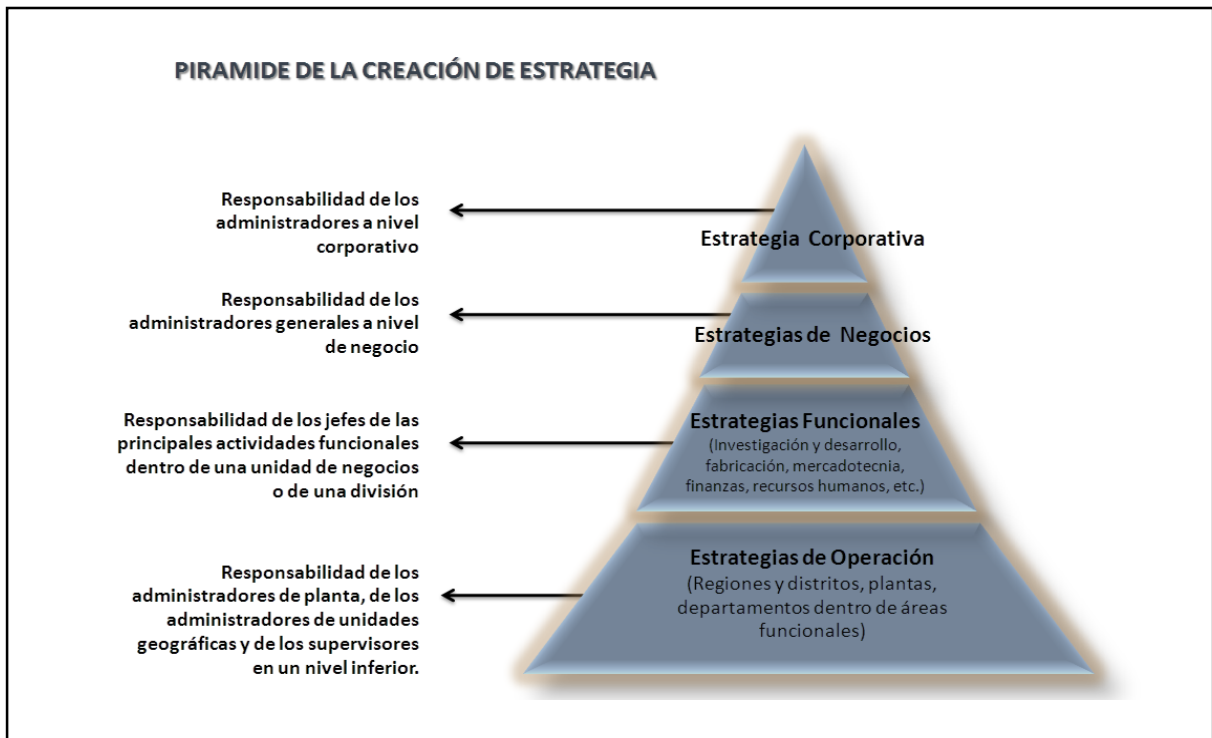 PIRAMIDE DE LA CREACIÓN DE ESTRATEGIA
Responsabilidad de los
administradores a nivel
corporativo
Estrategia Corporativa
Responsabilidad de los
administradores generales a nivel
de negocio
Estrategias de Negocios
Responsabilidad de los jefes de las
principales actividades funcionales
dentro de una unidad de negocios
o de una división
Estrategias Funcionales
(Investigación y desarrollo,
fabricación, mercadotecnia,
finanzas, recursos humanos, etc.)
Responsabilidad de los
administradores de planta, de los
administradores de unidades
geográficas y de los supervisores
en un nivel inferior.
Estrategias de Operación
(Regiones y distritos, plantas,
departamentos dentro de áreas
funcionales)